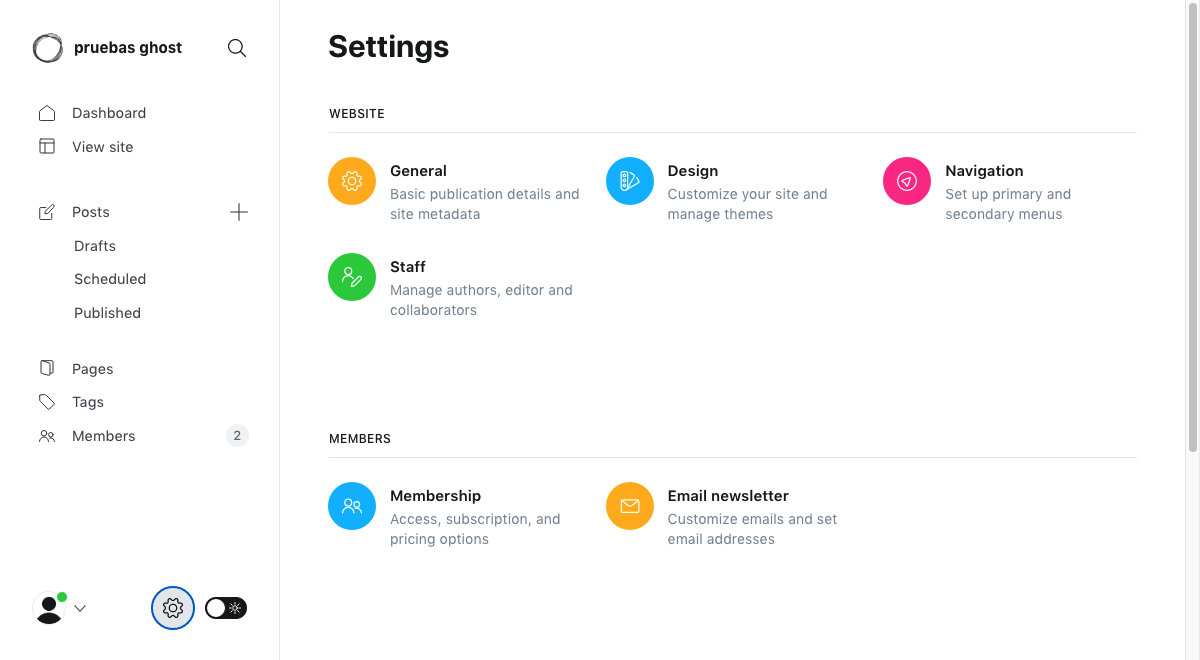 pruebas ghost
Dashboard
View site
Posts
Drafts
Scheduled
Published
Pages
Tags
Members
2
Settings
WEBSITE
General
Basic publication details and
site metadata
Design
Customize your site and
manage themes
Navigation
Set up primary and
secondary menus
Staff
Manage authors, editor and
collaborators
MEMBERS
Membership
Access, subscription, and
pricing options
Email newsletter
Customize emails and set
email addresses